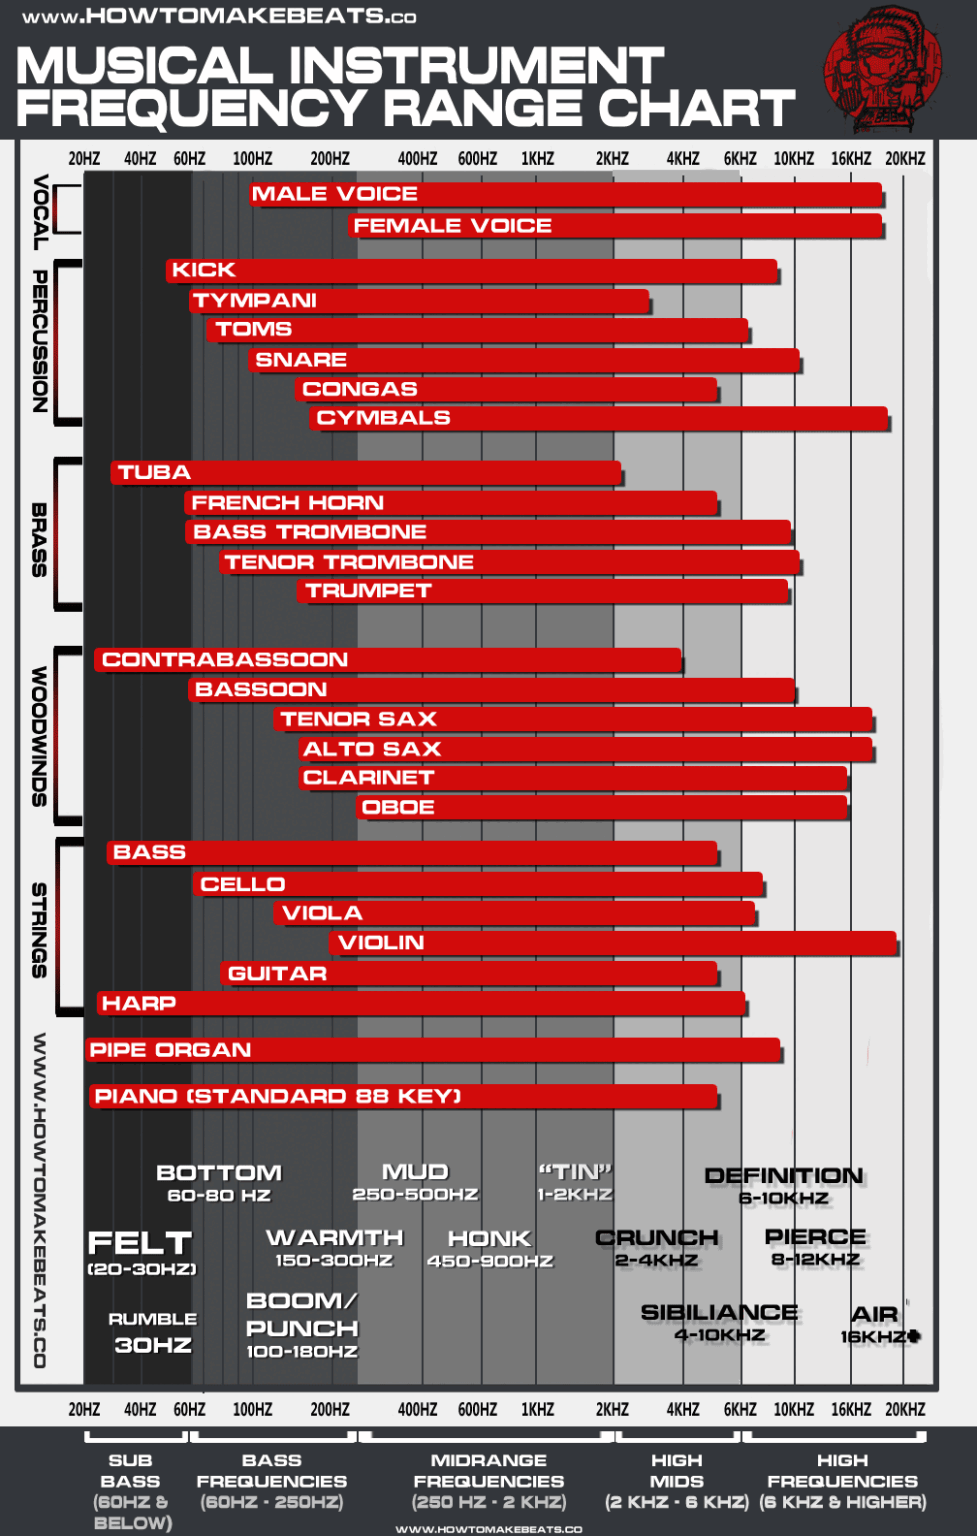 www.HOWTOMAKEBEATS.co
MUSICAL INSTRUMENT
FREQUENCY RANGE CHART
20HZ 40HZ 60HZ 100HZ 200HZ 400HZ 600HZ 1KHZ 2KHZ 4KHZ 6KHZ 10KHZ 16KHZ 20KHZ
VOCAL
MALE VOICE
FEMALE VOICE
PERCUSSION
KICK
TYMPANI
TOMS
SNARE
CONGAS
CYMBALS
BRASS
TUBA
FRENCH HORN
BASS TROMBONE
TENOR TROMBONE
TRUMPET
WOODWINDS
CONTRABASSOON
BASSOON
TENOR SAX
ALTO SAX
CLARINET
OBOE
STRINGS
BASS
CELLO
VIOLA
VIOLIN
GUITAR
HARP
PIPE ORGAN
PIANO (STANDARD 88 KEY)
WWW.HOWTOMAKEBEATS.CO
BOTTOM
60-80 HZ
MUD
250-500HZ
“TIN”
1-2KHZ
DEFINITION
6-10KHZ
FELT
(20-30HZ)
WARMTH
150-300HZ
HONK
450-900HZ
CRUNCH
2-4KHZ
PIERCE
8-12KHZ
RUMBLE
30HZ
BOOM/
PUNCH
100-180HZ
SIBILIANCE
4-10KHZ
AIR
16KHZ+
20HZ 40HZ 60HZ 100HZ 200HZ 400HZ 600HZ 1KHZ 2KHZ 4KHZ 6KHZ 10KHZ 16KHZ 20KHZ
SUB
BASS
(60HZ &
BELOW)
BASS
FREQUENCIES
(60HZ - 250HZ)
MIDRANGE
FREQUENCIES
(250 HZ - 2 KHZ)
HIGH
MIDS
(2 KHZ - 6 KHZ)
HIGH
FREQUENCIES
(6 KHZ & HIGHER)
WWW.HOWTOMAKEBEATS.CO